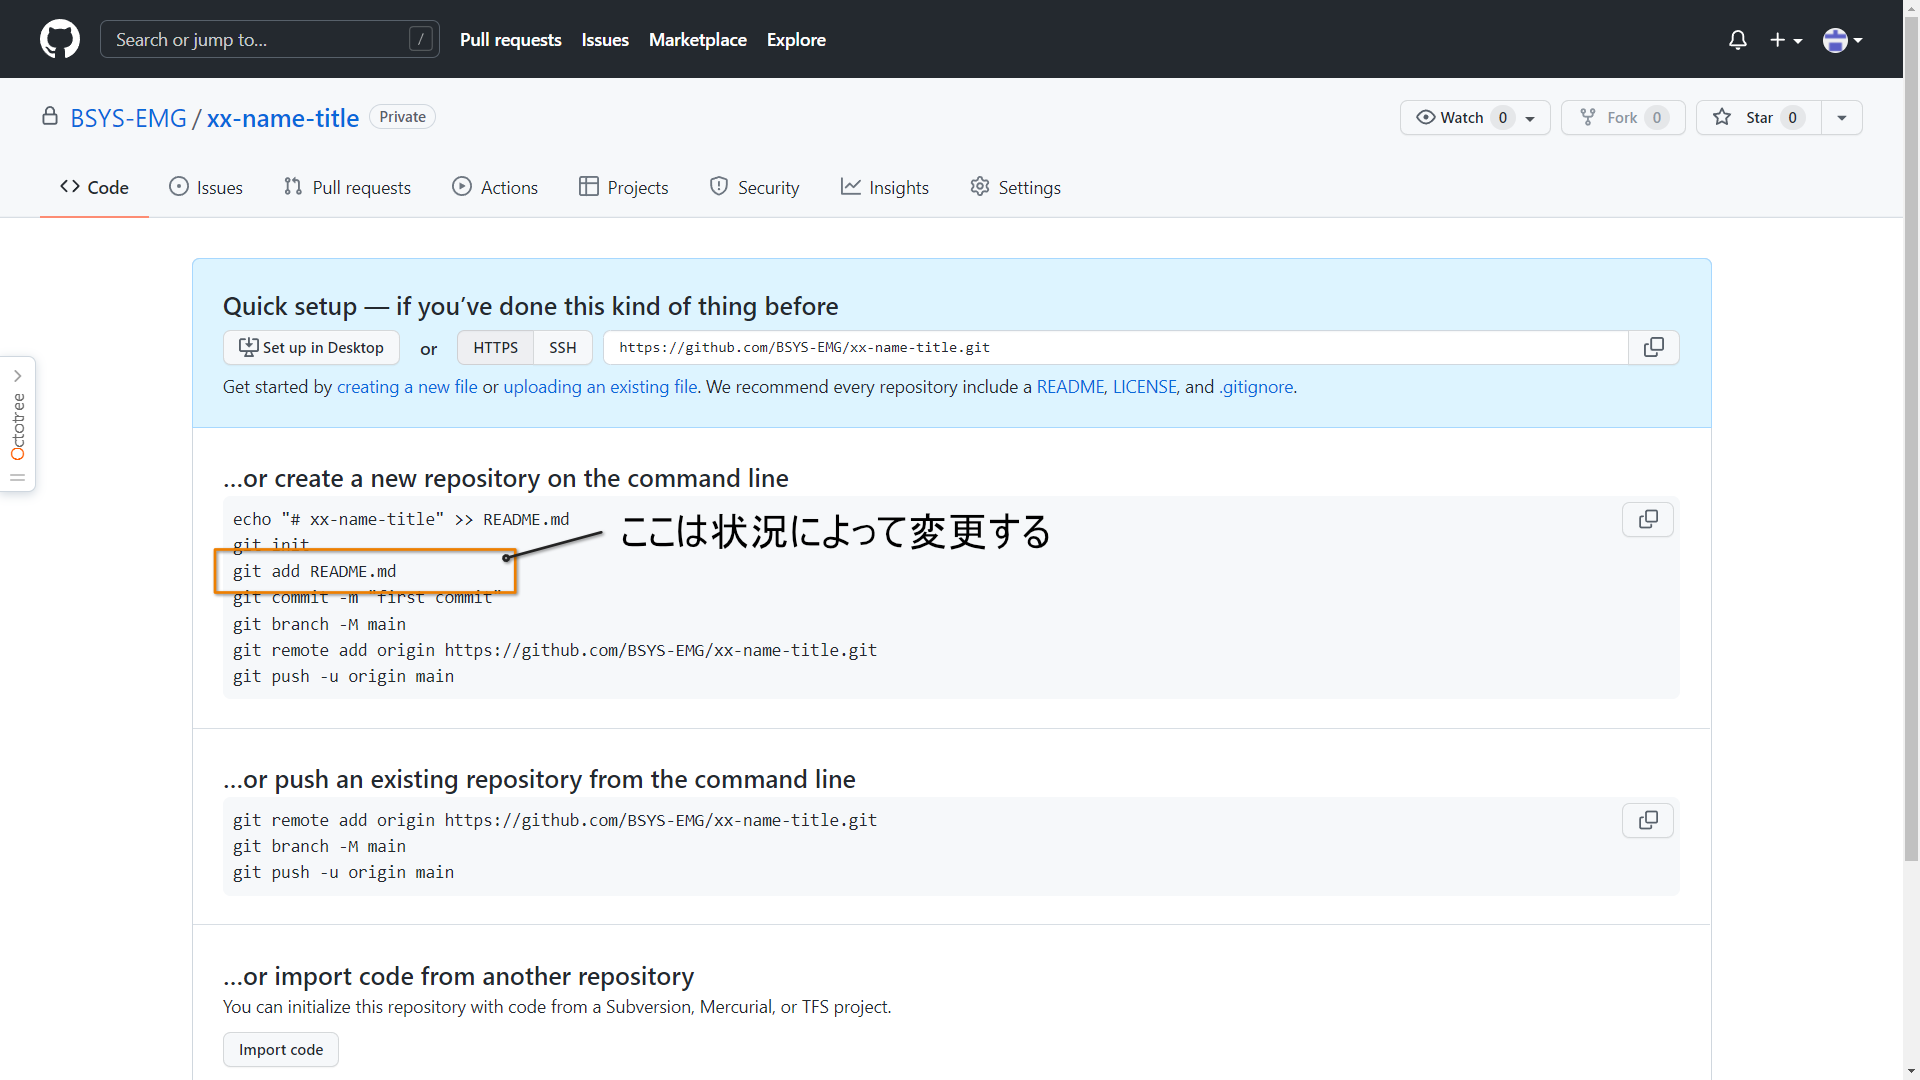 Search or jump to... /
Pull requests Issues Marketplace Explore
BSYS-EMG / xx-name-title Private
Watch 0 Fork 0 Star 0
Code Issues Pull requests Actions Projects Security Insights Settings
Octotree
Quick setup — if you’ve done this kind of thing before
Set up in Desktop or HTTPS SSH https://github.com/BSYS-EMG/xx-name-title.git
Get started by creating a new file or uploading an existing file. We recommend every repository include a README, LICENSE, and .gitignore.
…or create a new repository on the command line
echo "# xx-name-title" >> README.md
git init
git add README.md
git commit -m "first commit"
git branch -M main
git remote add origin https://github.com/BSYS-EMG/xx-name-title.git
git push -u origin main
ここは状況によって変更する
…or push an existing repository from the command line
git remote add origin https://github.com/BSYS-EMG/xx-name-title.git
git branch -M main
git push -u origin main
…or import code from another repository
You can initialize this repository with code from a Subversion, Mercurial, or TFS project.
Import code